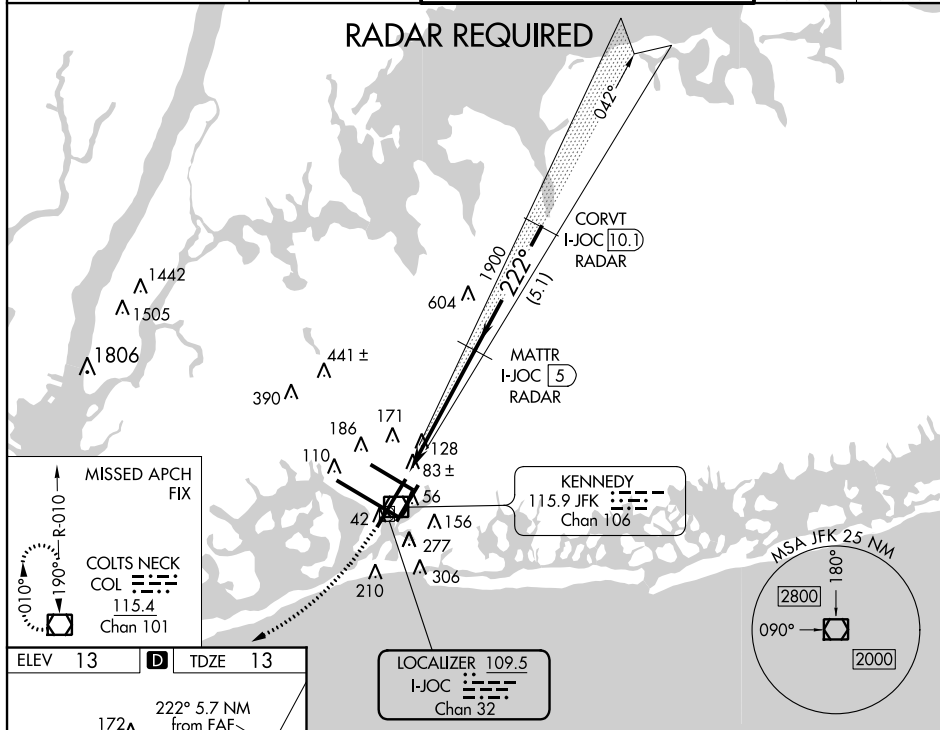 RADAR REQUIRED
042°
CORVT
I-JOC 10.1
RADAR
1900
222°
(5.1)
604
1442
1505
1806
441 ±
390
MATTR
I-JOC 5
RADAR
171
186
128
110
83 ±
56
42
156
277
306
210
KENNEDY
115.9 JFK
Chan 106
MISSED APCH
FIX
R-010
190°
010°
COLTS NECK
COL
115.4
Chan 101
MSA JFK 25 NM
180°
2800
090°
2000
LOCALIZER 109.5
I-JOC
Chan 32
ELEV 13 D TDZE 13
222° 5.7 NM
from FAF
172